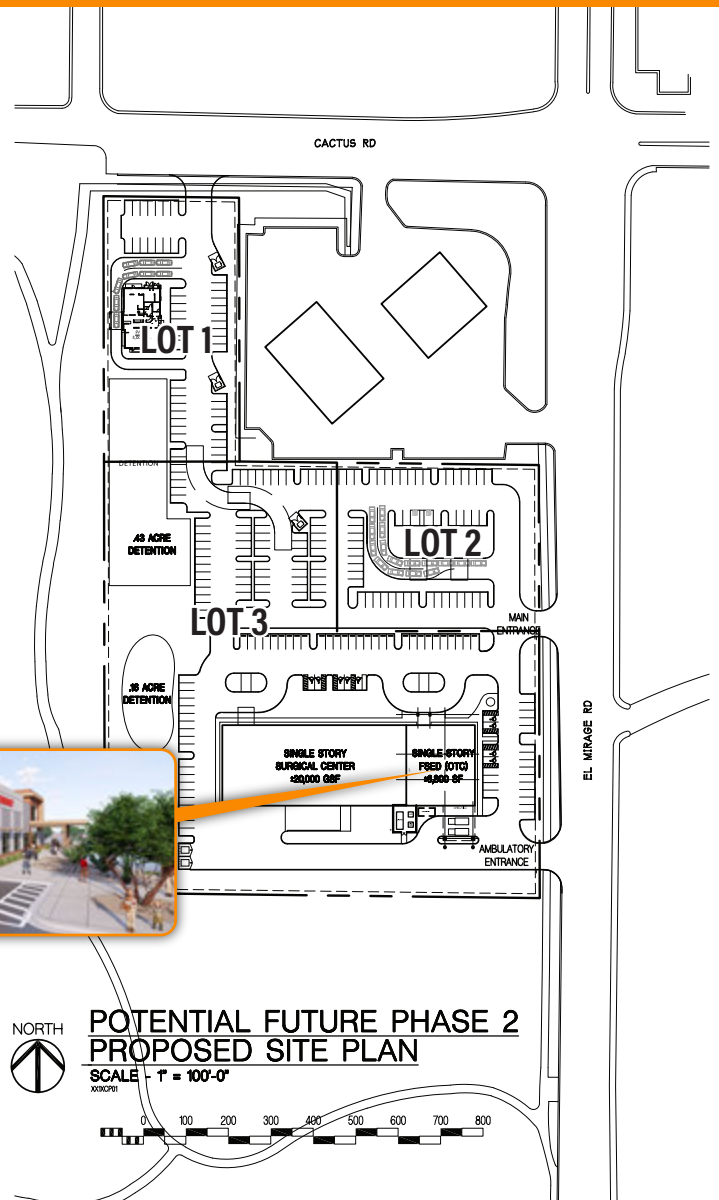 CACTUS RD
LOT 1
DETENTION
.43 ACRE
DETENTION
LOT 2
LOT 3
MAIN
ENTRANCE
.16 ACRE
DETENTION
EL MIRAGE RD
SINGLE STORY
SURGICAL CENTER
±20,000 GSF
SINGLE STORY
FSED (OTC)
AMBULATORY
ENTRANCE
NORTH
POTENTIAL FUTURE PHASE 2
PROPOSED SITE PLAN
SCALE - 1" = 100'-0"
0 100 200 300 400 500 600 700 800